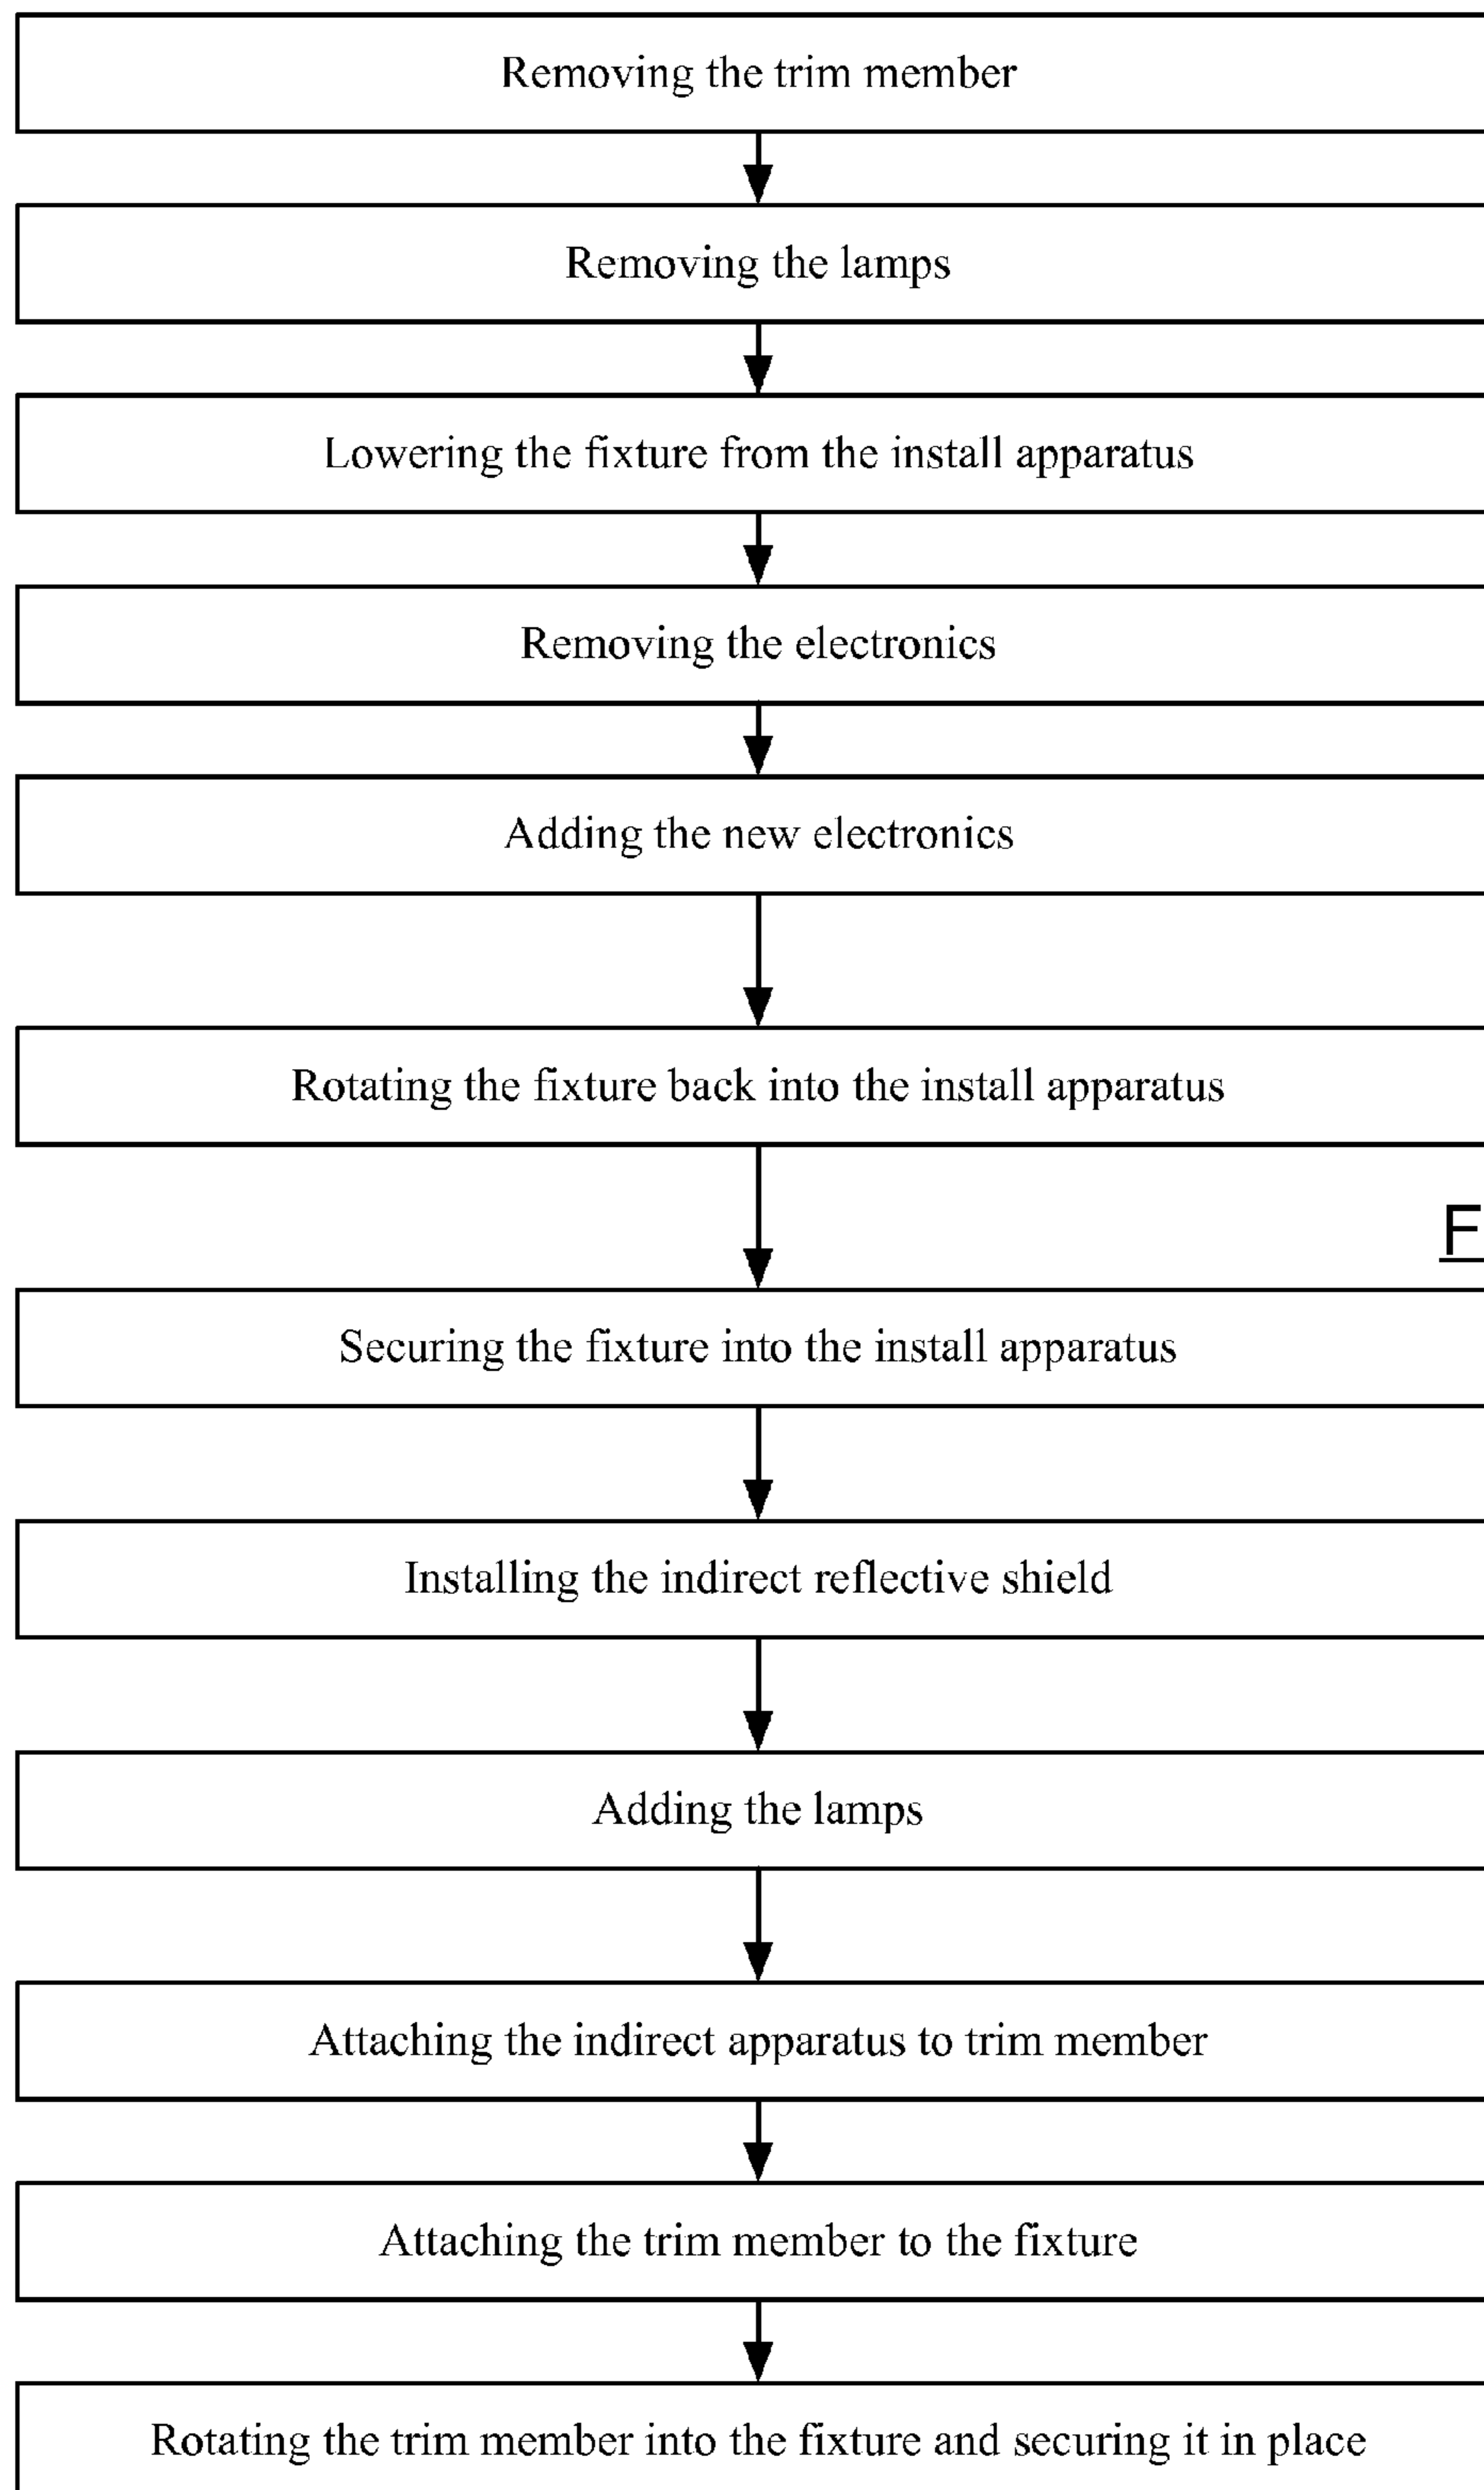 Removing the trim member
Removing the lamps
Lowering the fixture from the install apparatus
Removing the electronics
Adding the new electronics
Rotating the fixture back into the install apparatus
F
Securing the fixture into the install apparatus
Installing the indirect reflective shield
Adding the lamps
Attaching the indirect apparatus to trim member
Attaching the trim member to the fixture
Rotating the trim member into the fixture and securing it in place